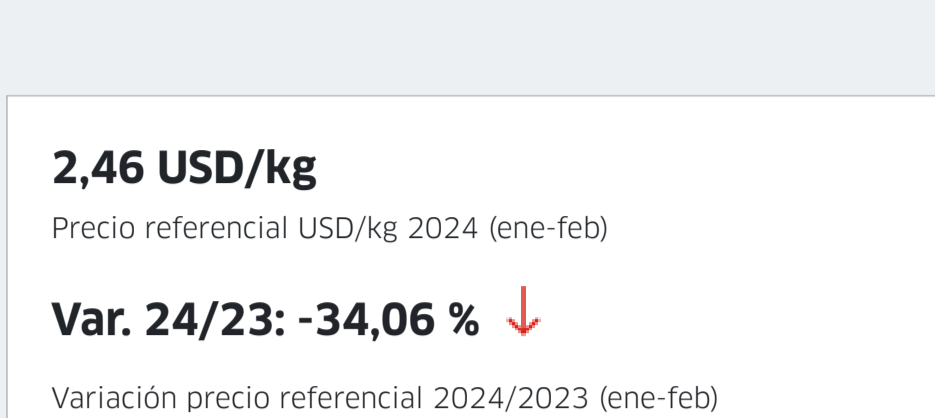 2,46 USD/kg
Precio referencial USD/kg 2024 (ene-feb)
Var. 24/23: -34,06 %
Variación precio referencial 2024/2023 (ene-feb)